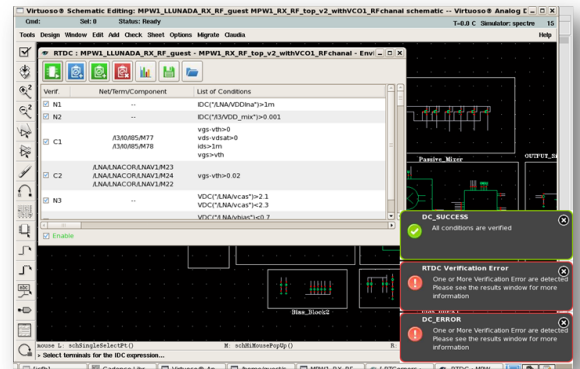 Virtuoso® Schematic Editing: MPW1_LLUNADA_RX_RF_guest MPW1_RX_RF_top_v2_withVCO1_RFchanal schematic -- Virtuoso® Analog D
Cmd: Sel: 0 Status: Ready T=0.0 C Simulator: spectre 15
Tools Design Window Edit Add Check Sheet Options Migrate Claudia Help
RTDC : MPW1_LLUNADA_RX_RF_guest - MPW1_RX_RF_top_v2_withVCO1_RFchanal - Envi
Verif. Net/Term/Component List of Conditions
N1 -- IDC("/LNA/VDDlna")>1m
N2 -- IDC("/I3/VDD_mix")>0.001
C1 /I3/I0/I85/M77
/I3/I0/I85/M78
vgs-vth>0
vds-vdsat>0
ids>1m
vgs>vth
C2 /LNA/LNACOR/LNAV1/M23
/LNA/LNACOR/LNAV1/M24
/LNA/LNACOR/LNAV1/M22
vgs-vth>0.02
N3 -- VDC("/LNA/vcas")>2.1
VDC("/LNA/vcas")<2.3
VDC("/LNA/vbias")<0.7
Enable
Passive_Mixer
Bias_Block2
DC_SUCCESS
All conditions are verified
RTDC Verification Error
One or More Verification Error are detected
Please see the results window for more
information
DC_ERROR
One or More Verification Error are detected
Please see the results window for more
information
mouse L: schSingleSelectPt() M: schHiMousePopUp() R
> Select terminals for the IDC expression...